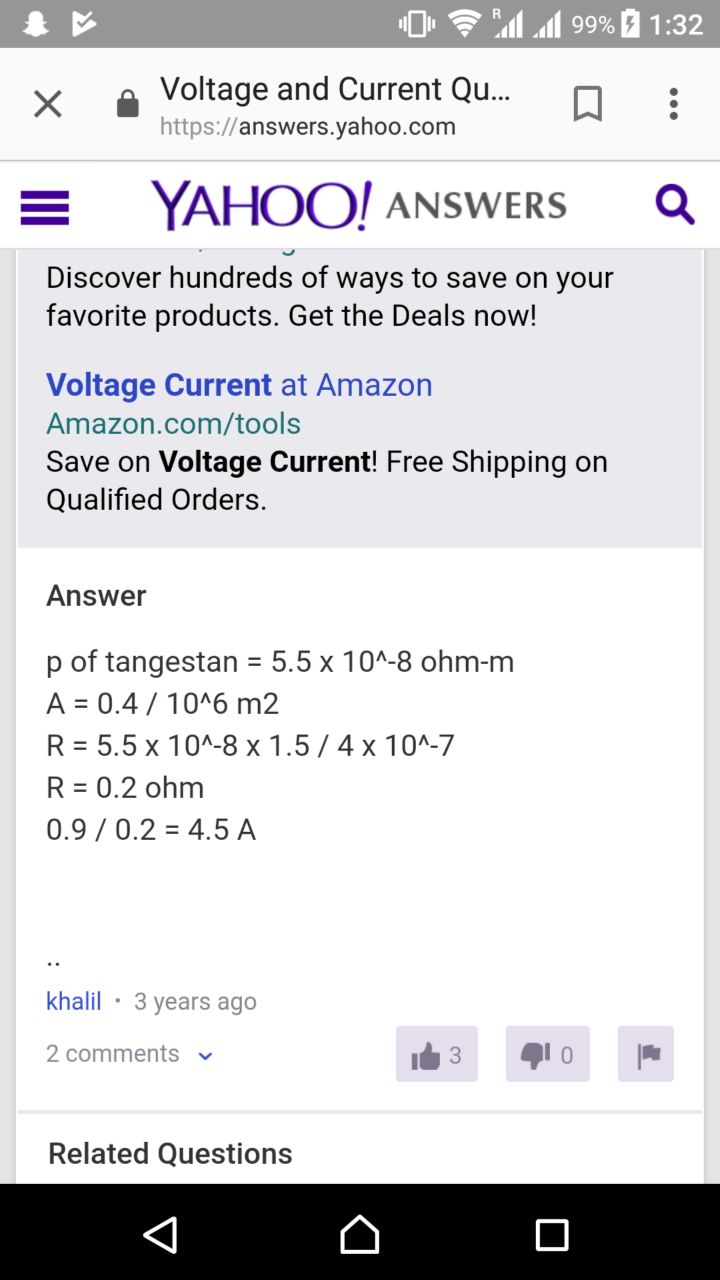 R
99% 1:32
Voltage and Current Qu...
https://answers.yahoo.com
YAHOO! ANSWERS
Discover hundreds of ways to save on your
favorite products. Get the Deals now!
Voltage Current at Amazon
Amazon.com/tools
Save on Voltage Current! Free Shipping on
Qualified Orders.
Answer
p of tangestan = 5.5 x 10^-8 ohm-m
A = 0.4 / 10^6 m2
R = 5.5 x 10^-8 x 1.5 / 4 x 10^-7
R = 0.2 ohm
0.9 / 0.2 = 4.5 A
..
khalil · 3 years ago
2 comments 3 0
Related Questions